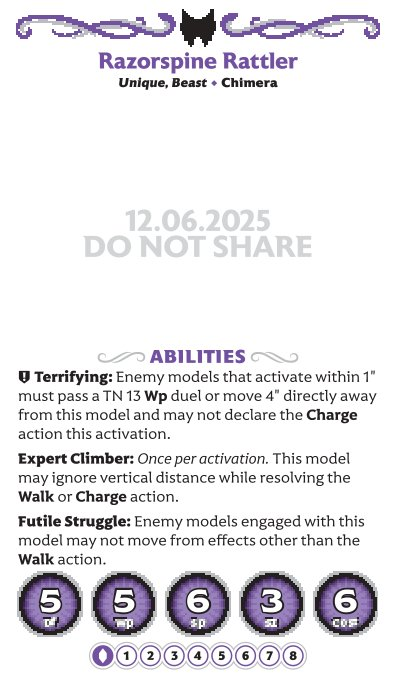 Razorspine Rattler
Unique, Beast • Chimera
12.06.2025
DO NOT SHARE
ABILITIES
Terrifying: Enemy models that activate within 1"
must pass a TN 13 Wp duel or move 4" directly away
from this model and may not declare the Charge
action this activation.
Expert Climber: Once per activation. This model
may ignore vertical distance while resolving the
Walk or Charge action.
Futile Struggle: Enemy models engaged with this
model may not move from effects other than the
Walk action.
5 5 6 3 6
Df Wp Sp Sz Cost
1 2 3 4 5 6 7 8